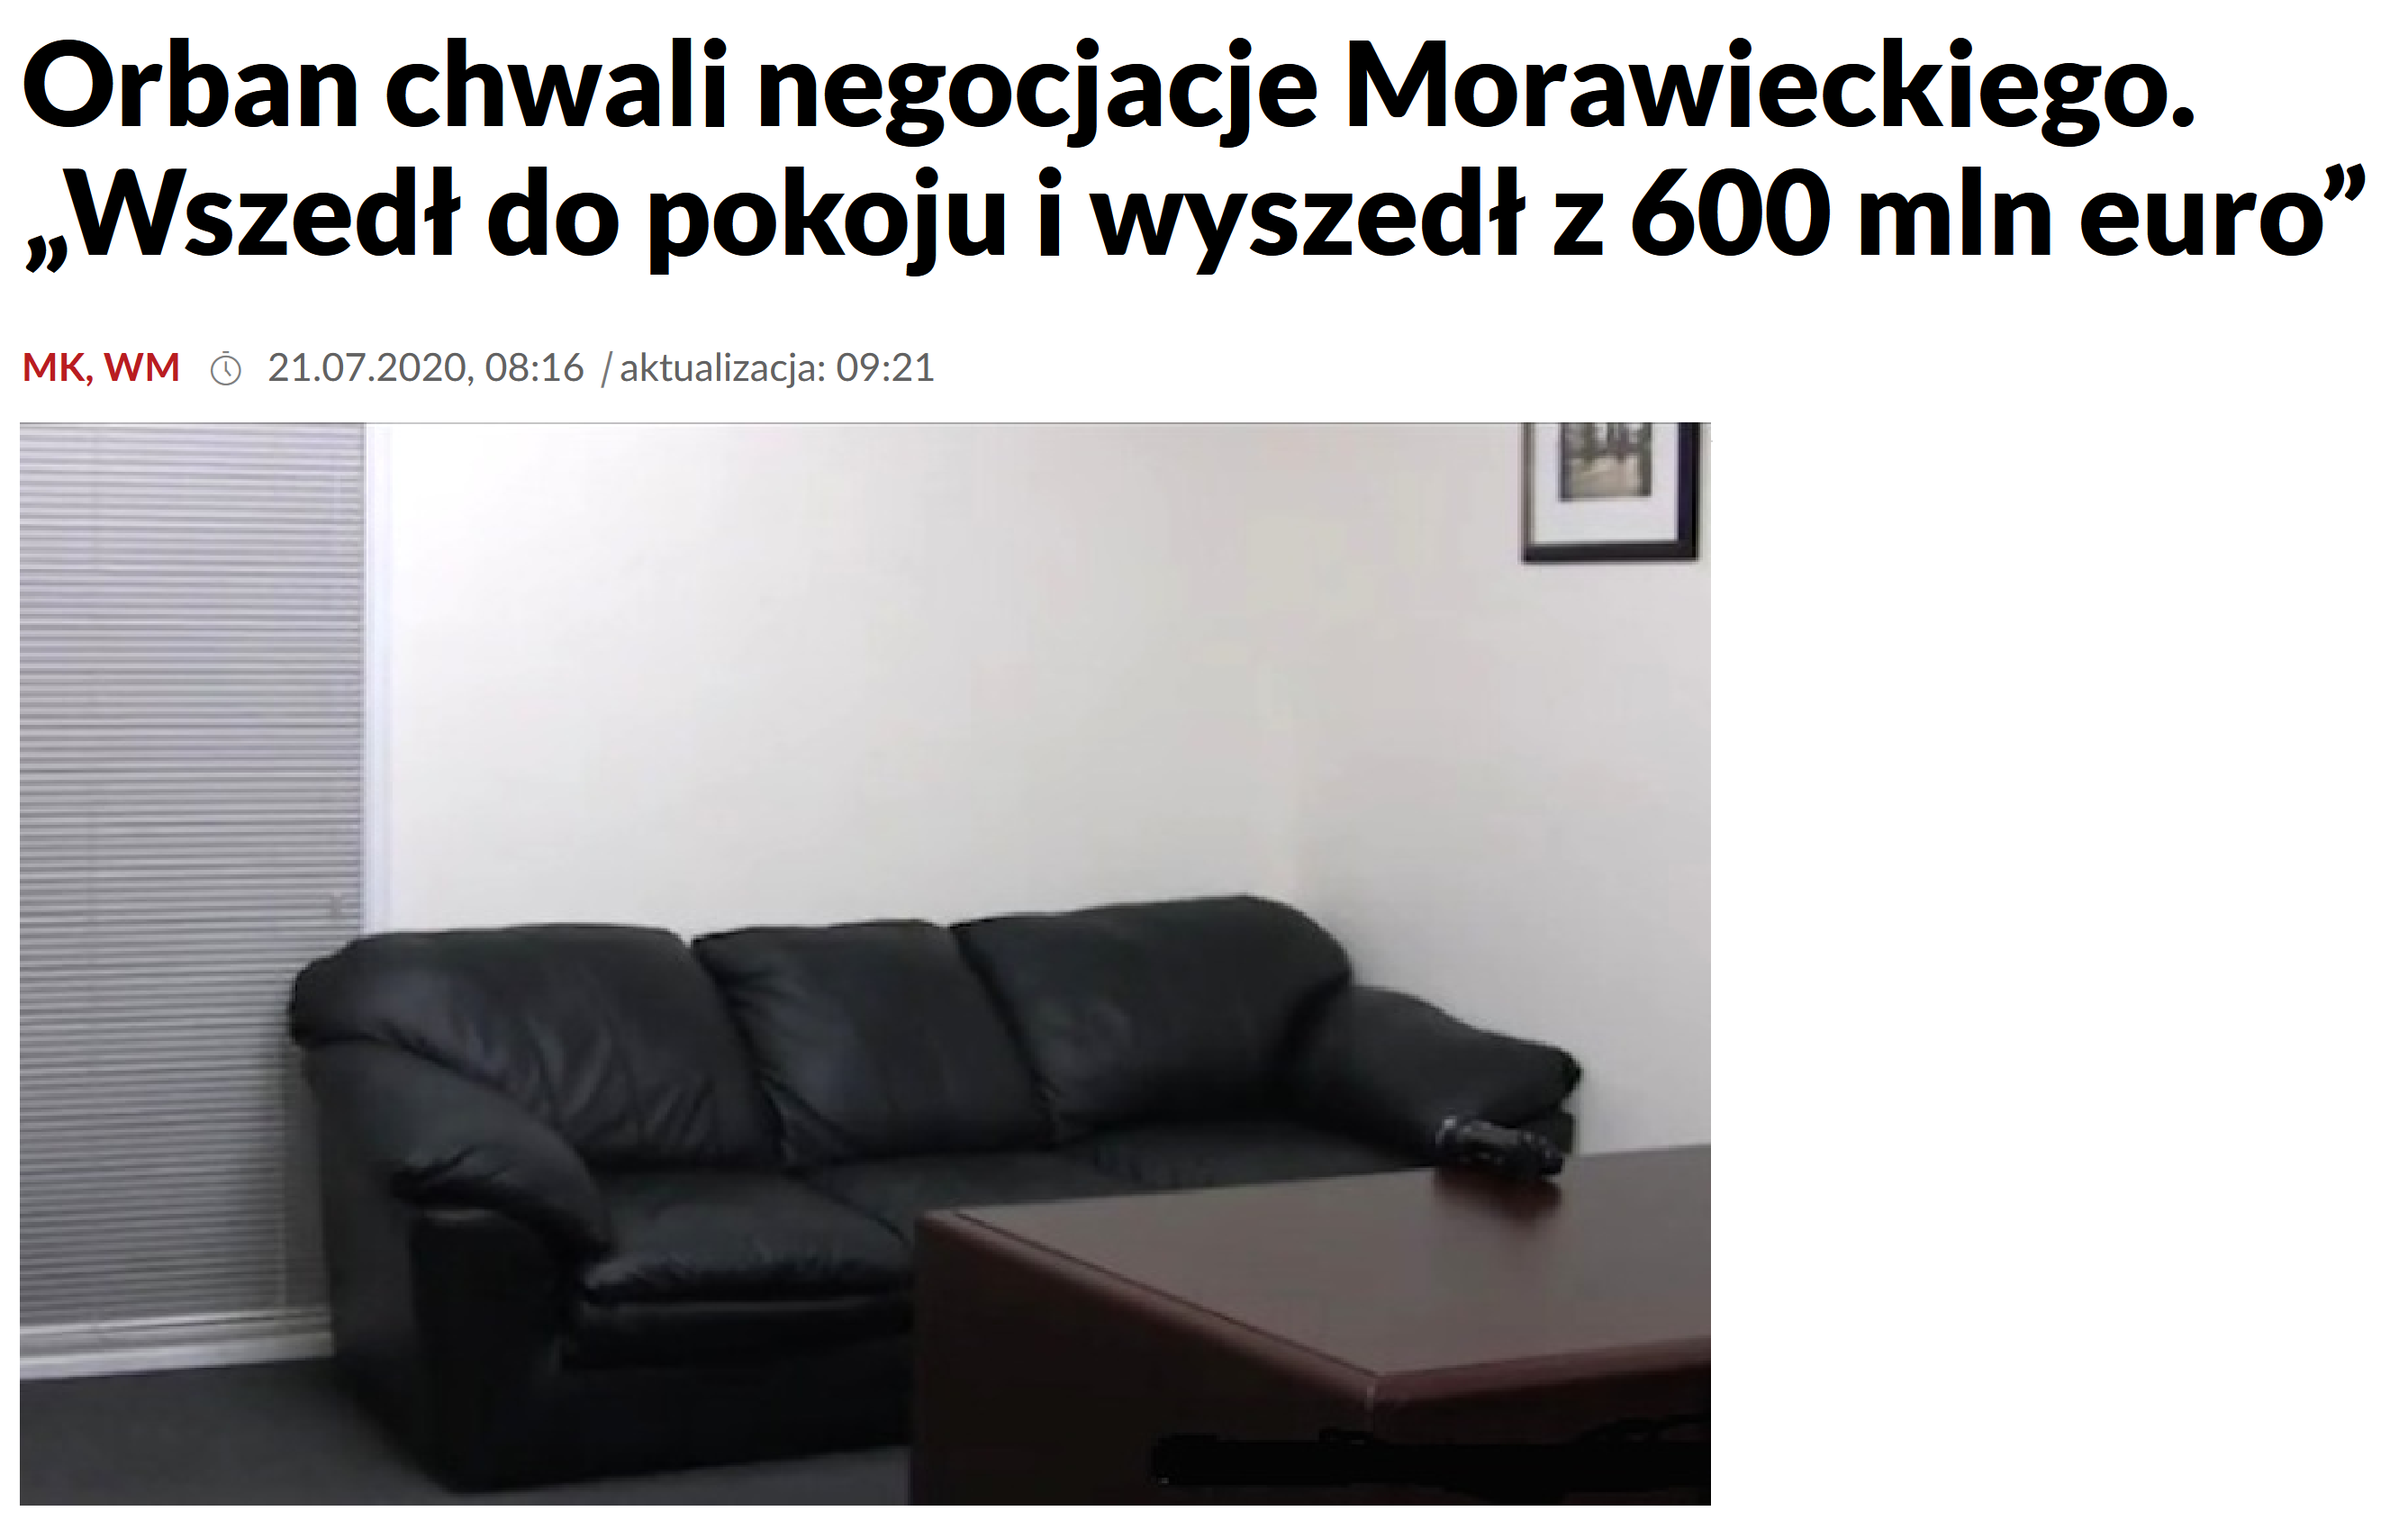 Orban chwali negocjacje Morawieckiego.
„Wszedł do pokoju i wyszedł z 600 mln euro”
MK, WM 21.07.2020, 08:16 / aktualizacja: 09:21